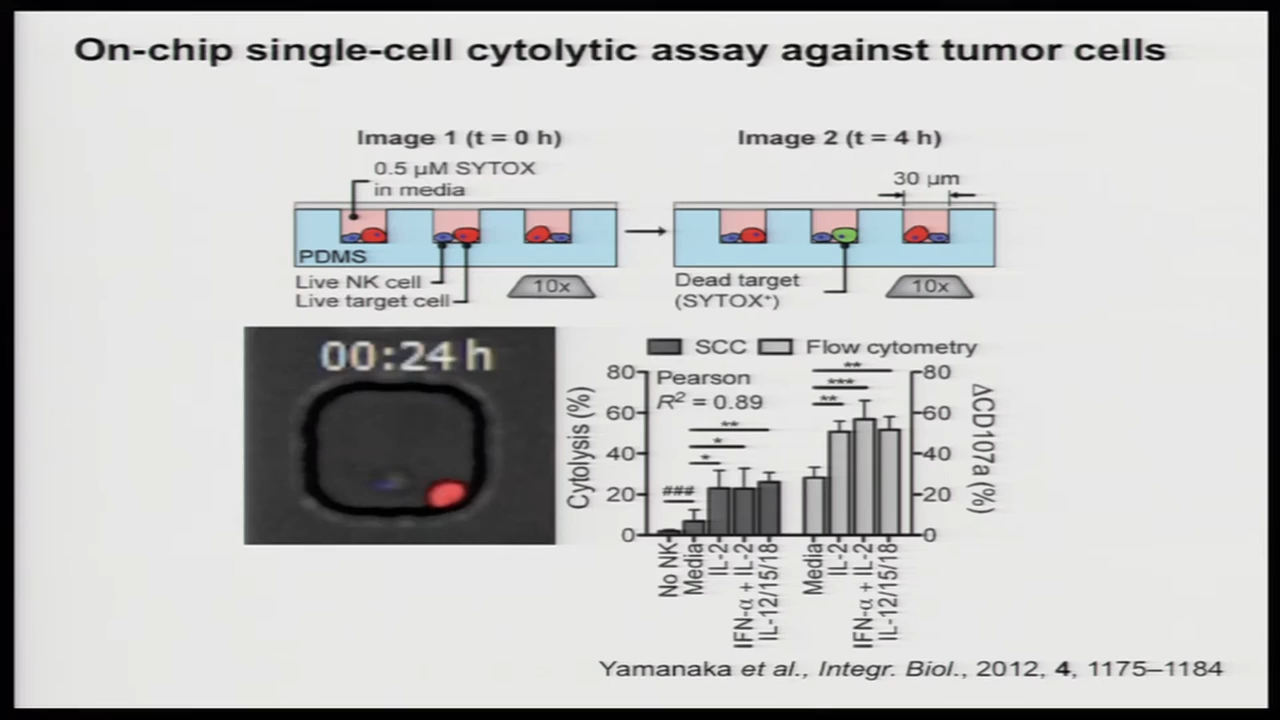 On-chip single-cell cytolytic assay against tumor cells
Image 1 (t = 0 h)
Image 2 (t = 4 h)
0.5 µM SYTOX
in media
30 µm
PDMS
Live NK cell
Live target cell
10x
Dead target
(SYTOX⁺)
10x
00:24 h
SCC
Flow cytometry
Pearson
R² = 0.89
Cytolysis (%)
80
60
40
20
0
###
*
*
**
**
***
**
80
60
40
20
0
ΔCD107a (%)
No NK
Media
IL-2
IFN-α + IL-2
IL-12/15/18
Media
IL-2
IFN-α + IL-2
IL-12/15/18
Yamanaka et al., Integr. Biol., 2012, 4, 1175–1184